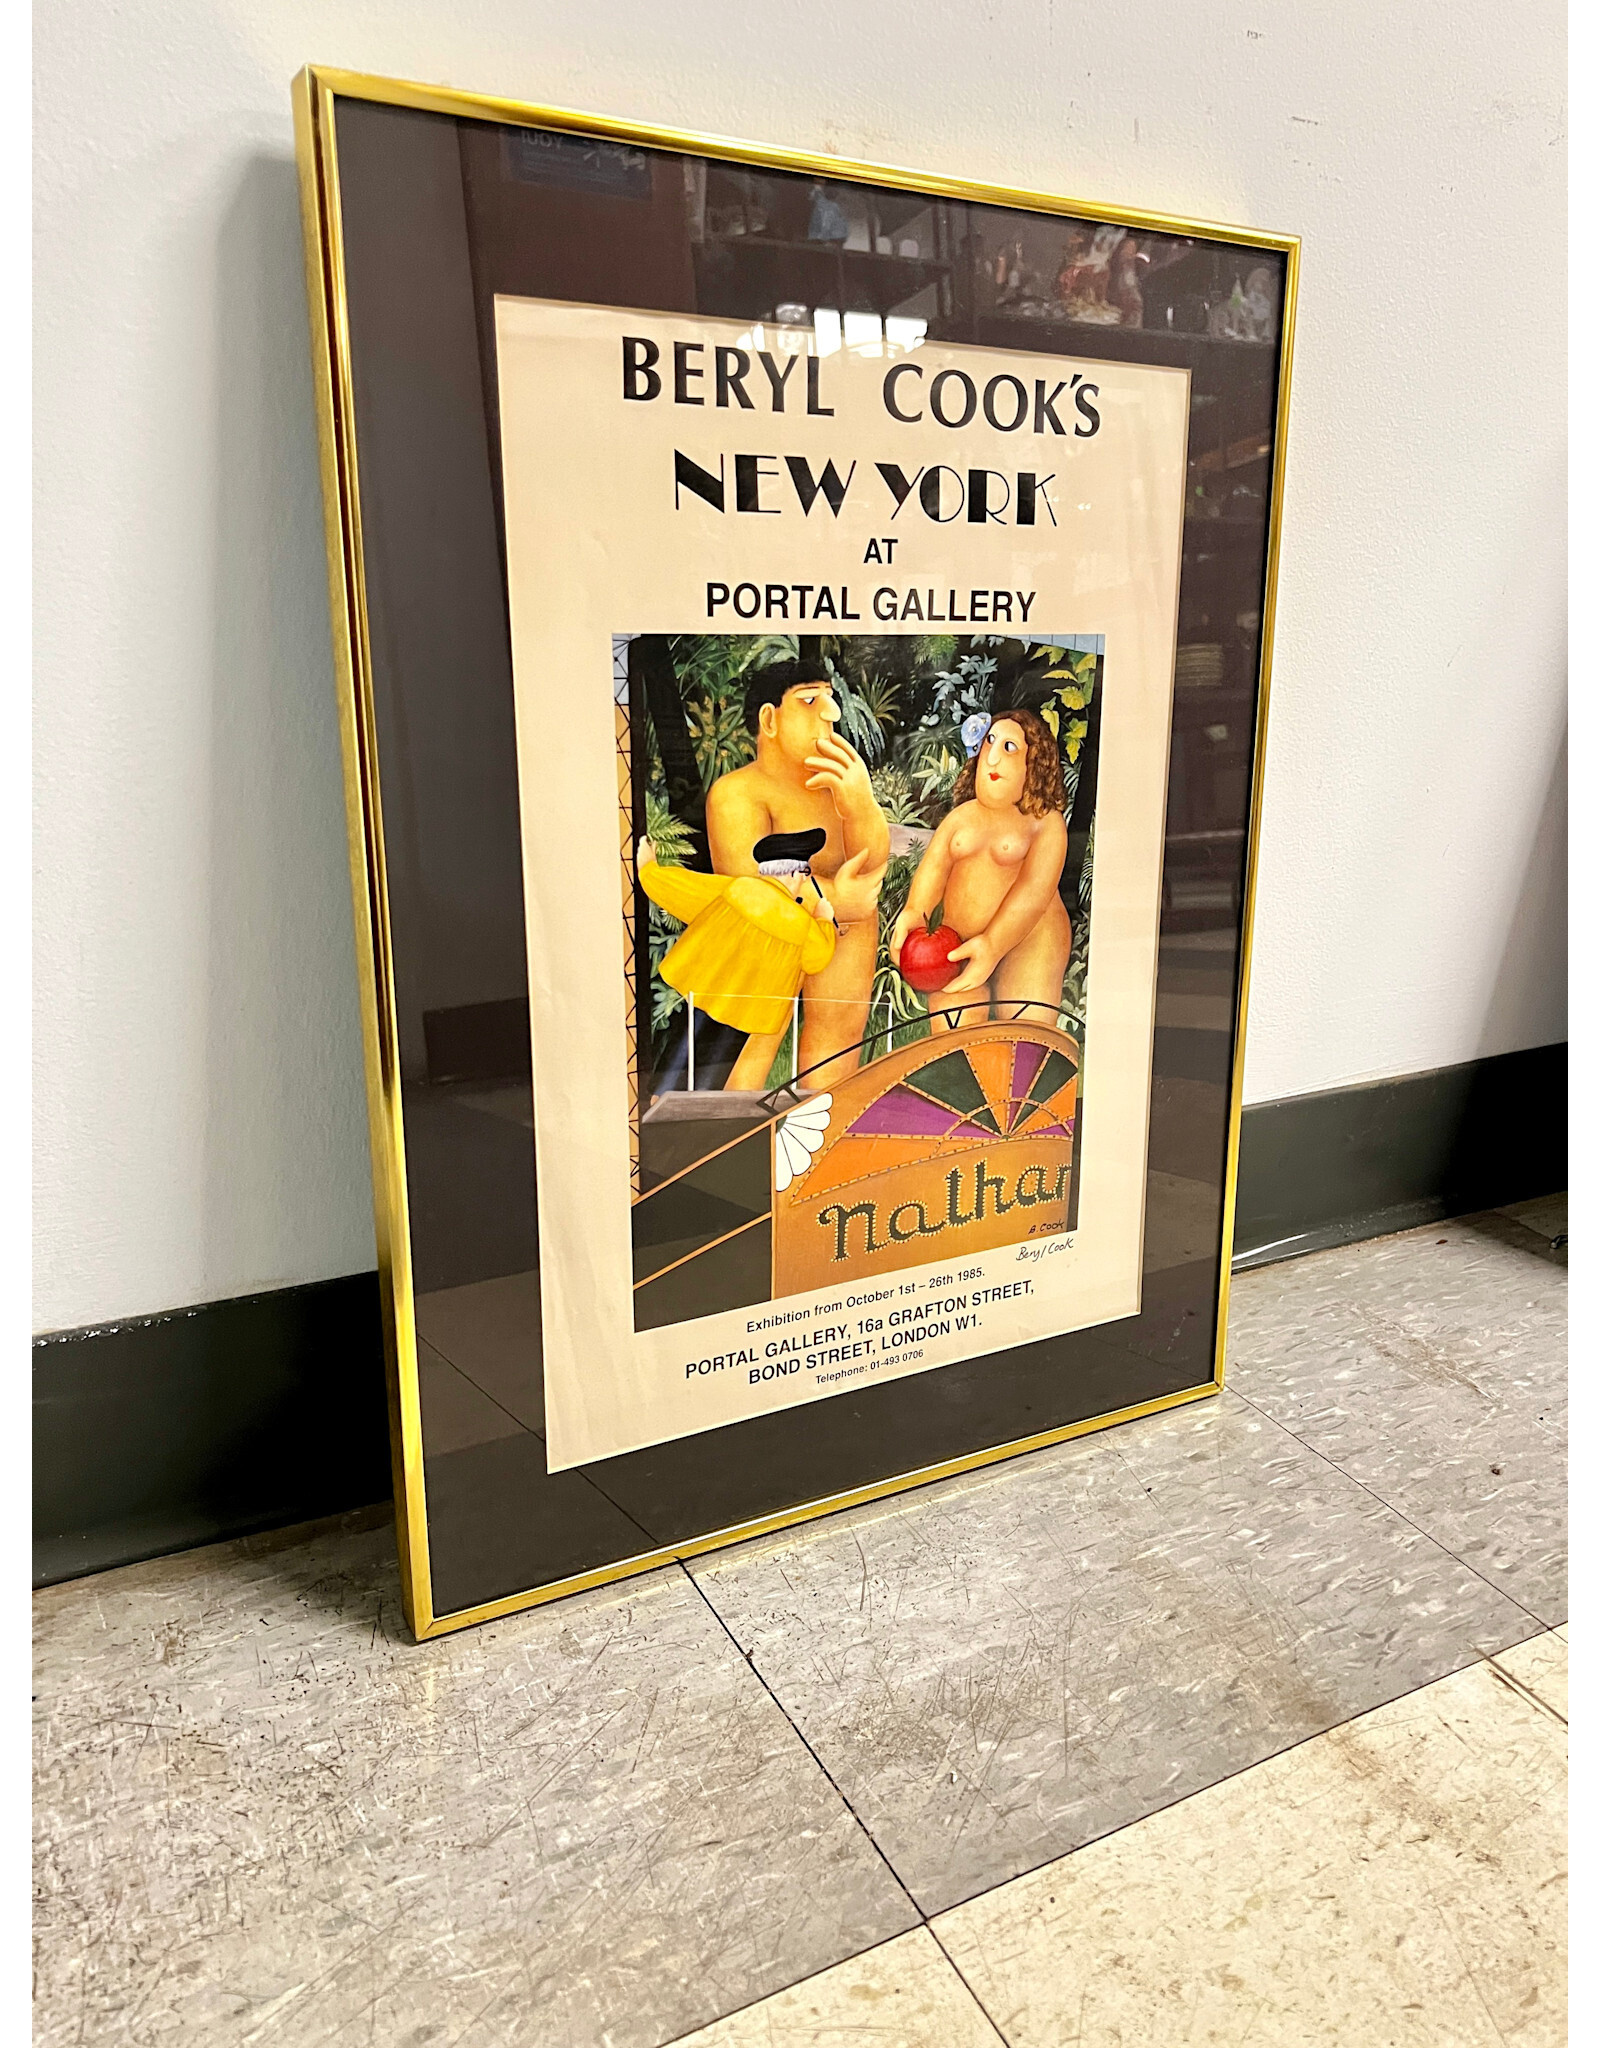 BERYL COOK'S
NEW YORK
AT
PORTAL GALLERY
nathan
B. Cook
Beryl Cook
Exhibition from October 1st – 26th 1985.
PORTAL GALLERY, 16a GRAFTON STREET,
BOND STREET, LONDON W1.
Telephone: 01-493 0706